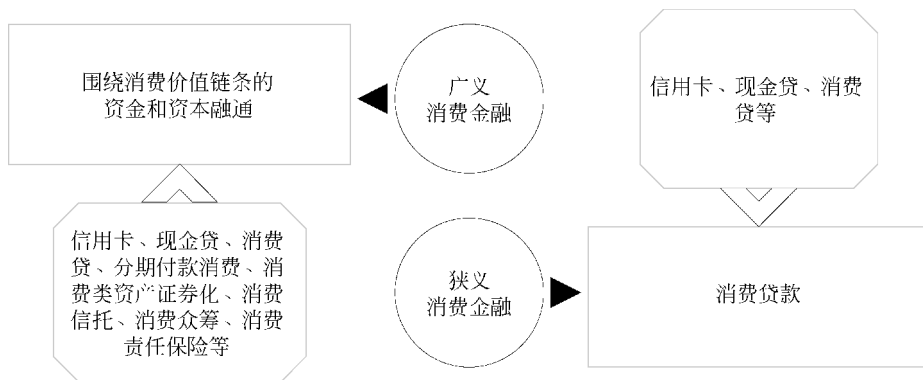 围绕消费价值链条的
资金和资本融通
广义
消费金融
信用卡、现金贷、消费
贷等
信用卡、现金贷、消费
贷、分期付款消费、消
费类资产证券化、消费
信托、消费众筹、消费
责任保险等
狭义
消费金融
消费贷款